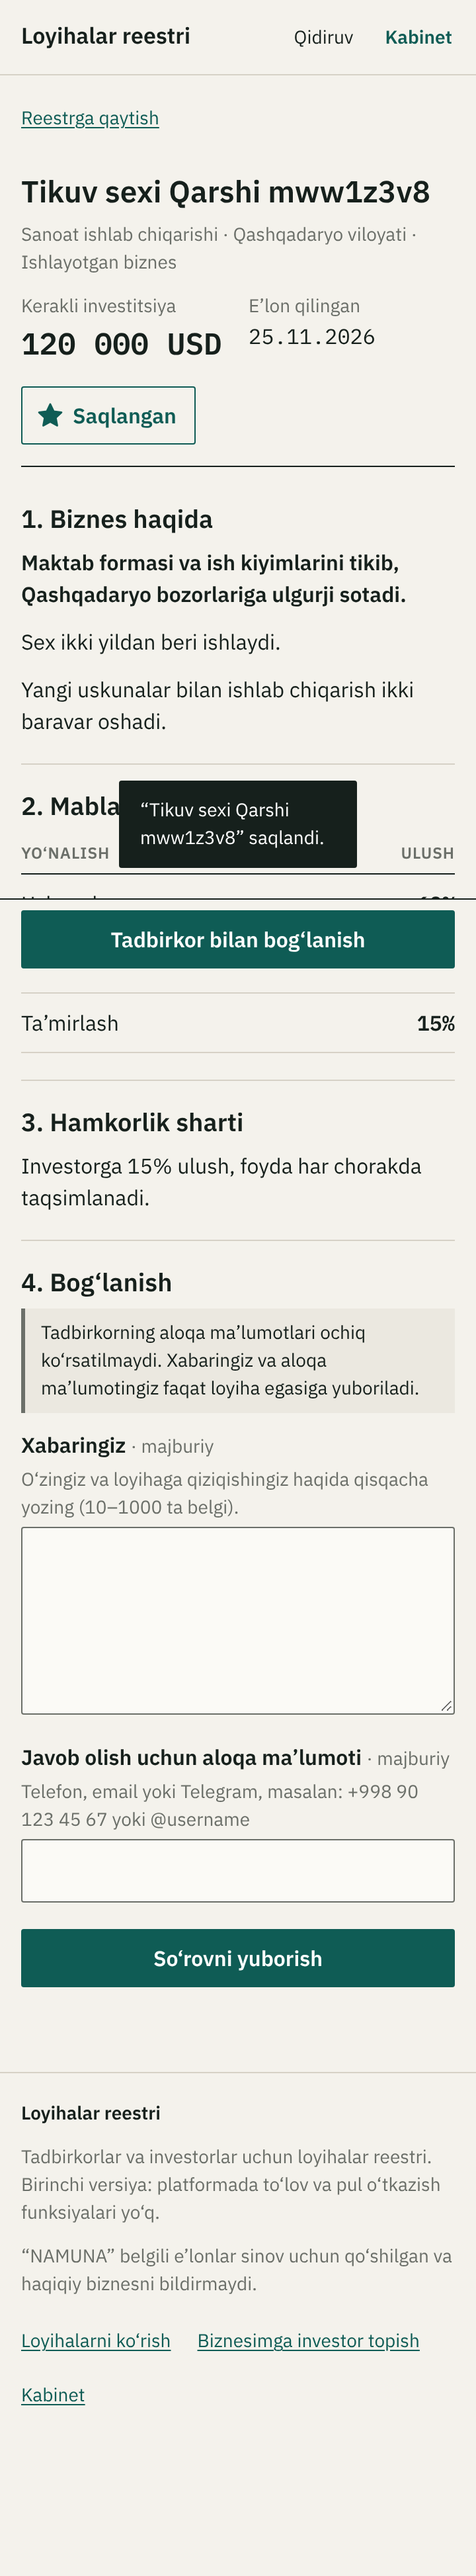 Loyihalar reestri
Qidiruv
Kabinet
Reestrga qaytish
Tikuv sexi Qarshi mww1z3v8
Sanoat ishlab chiqarishi · Qashqadaryo viloyati ·
Ishlayotgan biznes
Kerakli investitsiya
120 000 USD
E’lon qilingan
25.11.2026
Saqlangan
1. Biznes haqida
Maktab formasi va ish kiyimlarini tikib,
Qashqadaryo bozorlariga ulgurji sotadi.
Sex ikki yildan beri ishlaydi.
Yangi uskunalar bilan ishlab chiqarish ikki
baravar oshadi.
2. Mabla
“Tikuv sexi Qarshi
mww1z3v8” saqlandi.
YO‘NALISH
ULUSH
Tadbirkor bilan bog‘lanish
Ta’mirlash
15%
3. Hamkorlik sharti
Investorga 15% ulush, foyda har chorakda
taqsimlanadi.
4. Bog‘lanish
Tadbirkorning aloqa ma’lumotlari ochiq
ko‘rsatilmaydi. Xabaringiz va aloqa
ma’lumotingiz faqat loyiha egasiga yuboriladi.
Xabaringiz · majburiy
O‘zingiz va loyihaga qiziqishingiz haqida qisqacha
yozing (10–1000 ta belgi).
Javob olish uchun aloqa ma’lumoti · majburiy
Telefon, email yoki Telegram, masalan: +998 90
123 45 67 yoki @username
So‘rovni yuborish
Loyihalar reestri
Tadbirkorlar va investorlar uchun loyihalar reestri.
Birinchi versiya: platformada to‘lov va pul o‘tkazish
funksiyalari yo‘q.
“NAMUNA” belgili e’lonlar sinov uchun qo‘shilgan va
haqiqiy biznesni bildirmaydi.
Loyihalarni ko‘rish
Biznesimga investor topish
Kabinet